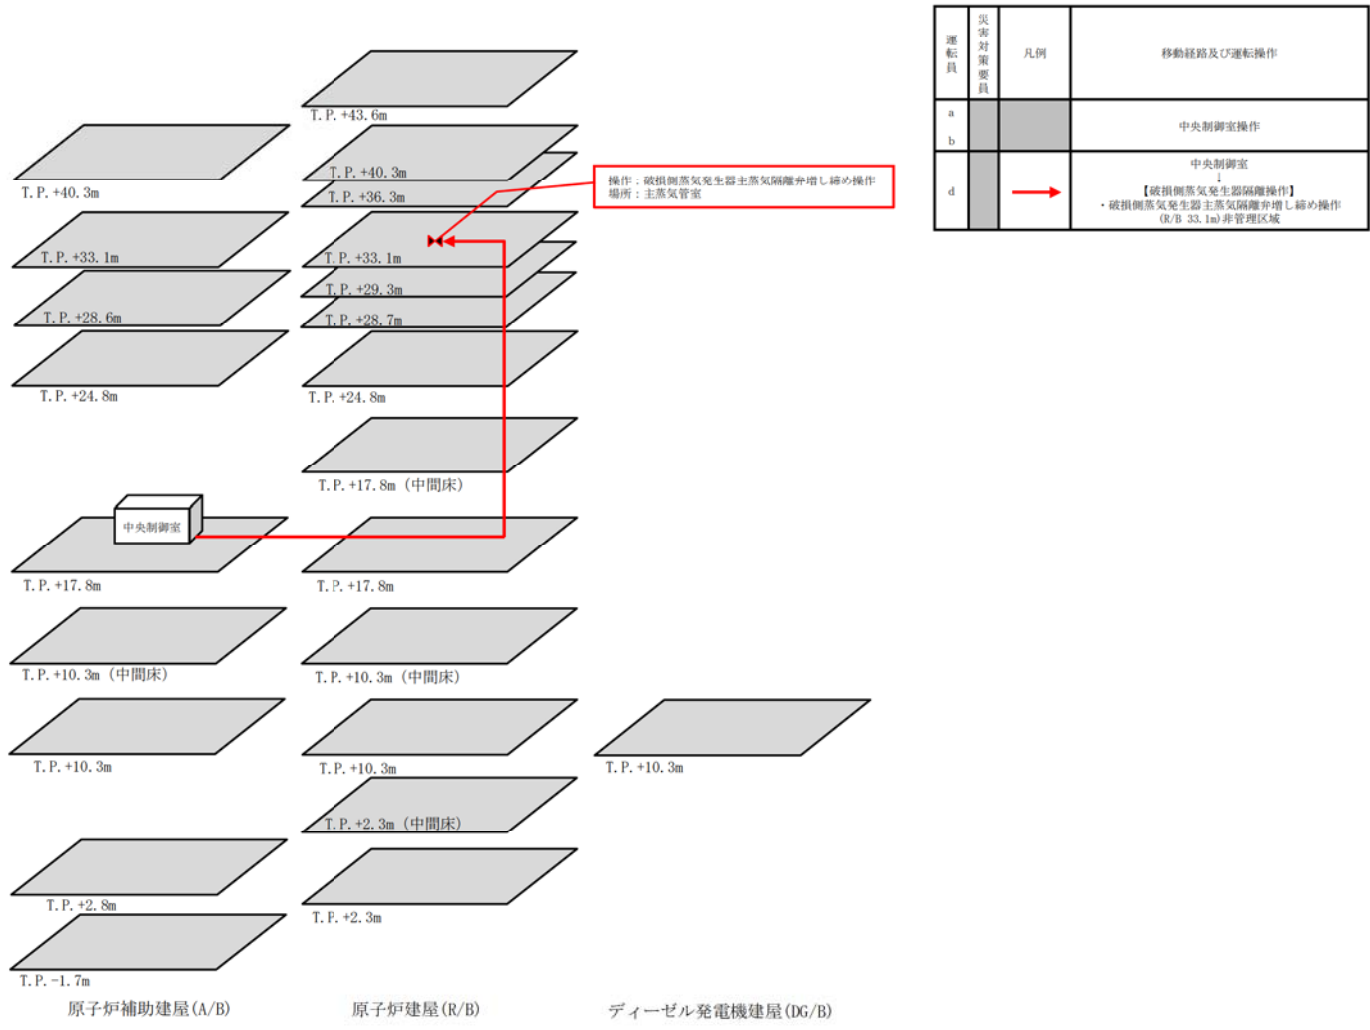 T.P.+43.6m
T.P.+40.3m
T.P.+40.3m
T.P.+36.3m
T.P.+33.1m
T.P.+33.1m
T.P.+29.3m
T.P.+28.6m
T.P.+28.7m
T.P.+24.8m
T.P.+24.8m
T.P.+17.8m（中間床）
中央制御室
T.P.+17.8m
T.P.+17.8m
T.P.+10.3m（中間床）
T.P.+10.3m（中間床）
T.P.+10.3m
T.P.+10.3m
T.P.+10.3m
T.P.+2.3m（中間床）
T.P.+2.8m
T.P.+2.3m
T.P.-1.7m
原子炉補助建屋(A/B)
原子炉建屋(R/B)
ディーゼル発電機建屋(DG/B)
操作：破損側蒸気発生器主蒸気隔離弁増し締め操作
場所：主蒸気管室
運転員
災害対策要員
凡例
移動経路及び運転操作
a
b
中央制御室操作
d
中央制御室
↓
【破損側蒸気発生器隔離操作】
・破損側蒸気発生器主蒸気隔離弁増し締め操作
(R/B 33.1m)非管理区域